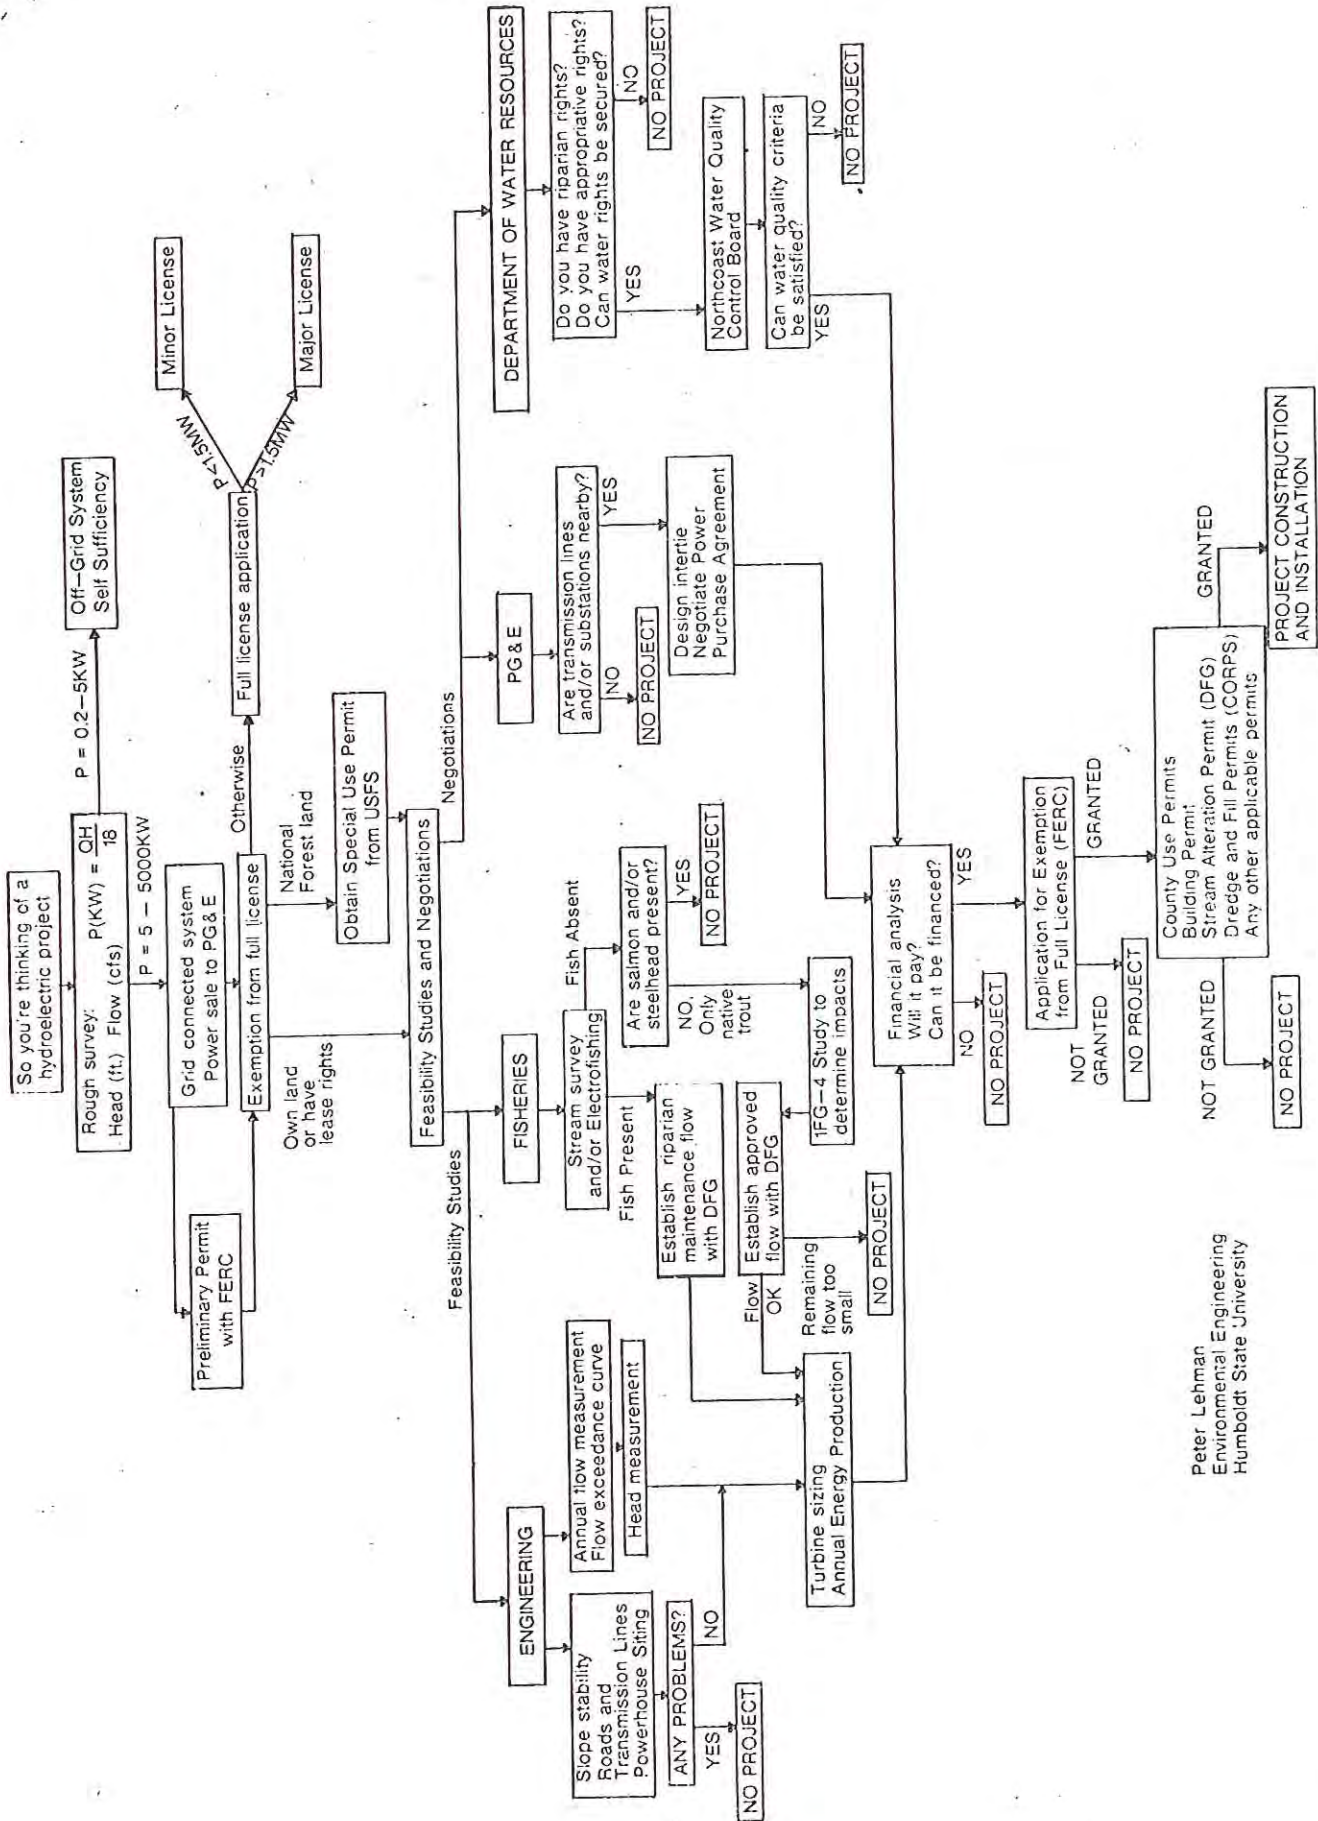 So you're thinking of a
hydroelectric project
Rough survey: P(KW) = QH
18
Head (ft.) Flow (cfs)
P = 0.2–5KW
Off–Grid System
Self Sufficiency
P = 5 – 5000KW
Grid connected system
Power sale to PG&E
Preliminary Permit
with FERC
Exemption from full license
Otherwise
Full license application
P<1.5MW
Minor License
P>1.5MW
Major License
Own land
or have
lease rights
National
Forest land
Obtain Special Use Permit
from USFS
Feasibility Studies and Negotiations
Feasibility Studies
Negotiations
ENGINEERING
Slope stability
Roads and
Transmission Lines
Powerhouse Siting
ANY PROBLEMS?
YES
NO
NO PROJECT
Annual flow measurement
Flow exceedance curve
Head measurement
FISHERIES
Stream survey
and/or Electrofishing
Fish Present
Fish Absent
Establish riparian
maintenance flow
with DFG
Are salmon and/or
steelhead present?
YES
NO PROJECT
NO,
Only
native
trout
1FG–4 Study to
determine impacts
Establish approved
flow with DFG
Flow
OK
Remaining
flow too
small
NO PROJECT
Turbine sizing
Annual Energy Production
PG&E
Are transmission lines
and/or substations nearby?
NO
NO PROJECT
YES
Design intertie
Negotiate Power
Purchase Agreement
DEPARTMENT OF WATER RESOURCES
Do you have riparian rights?
Do you have appropriative rights?
Can water rights be secured?
YES
NO
NO PROJECT
Northcoast Water Quality
Control Board
Can water quality criteria
be satisfied?
YES
NO
NO PROJECT
Financial analysis
Will it pay?
Can it be financed?
NO
NO PROJECT
YES
Application for Exemption
from Full License (FERC)
NOT
GRANTED
NO PROJECT
GRANTED
County Use Permits
Building Permit
Stream Alteration Permit (DFG)
Dredge and Fill Permits (CORPS)
Any other applicable permits
NOT GRANTED
NO PROJECT
GRANTED
PROJECT CONSTRUCTION
AND INSTALLATION
Peter Lehman
Environmental Engineering
Humboldt State University